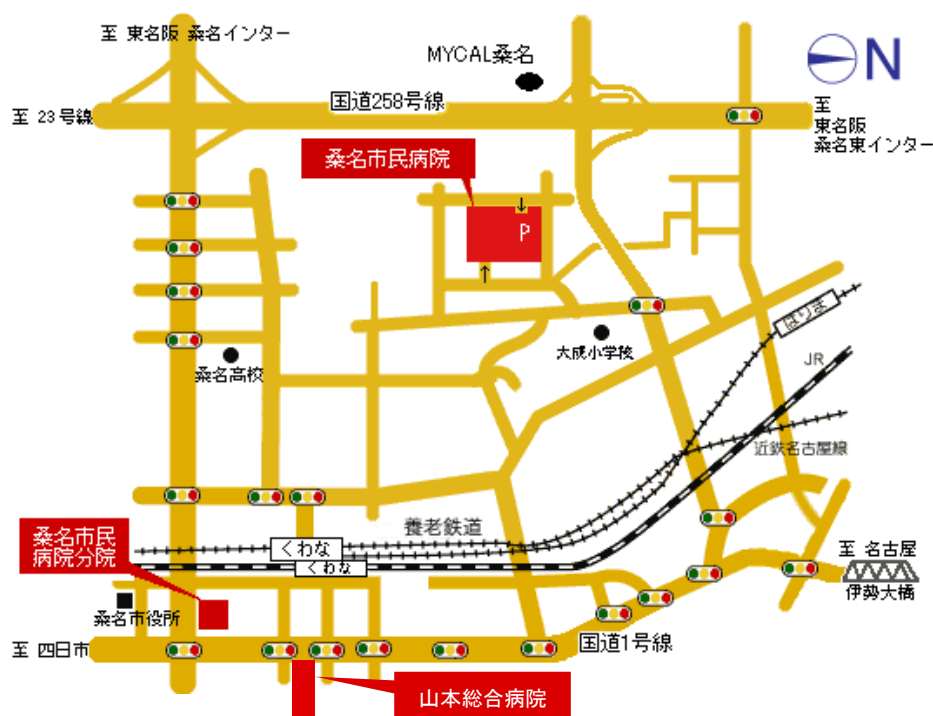 至 東名阪 桑名インター
MYCAL桑名
N
国道258号線
至 23号線
至
東名阪
桑名東インター
桑名市民病院
P
はりま
大成小学校
JR
桑名高校
近鉄名古屋線
養老鉄道
桑名市民
病院分院
くわな
くわな
至 名古屋
伊勢大橋
桑名市役所
国道1号線
至 四日市
山本総合病院